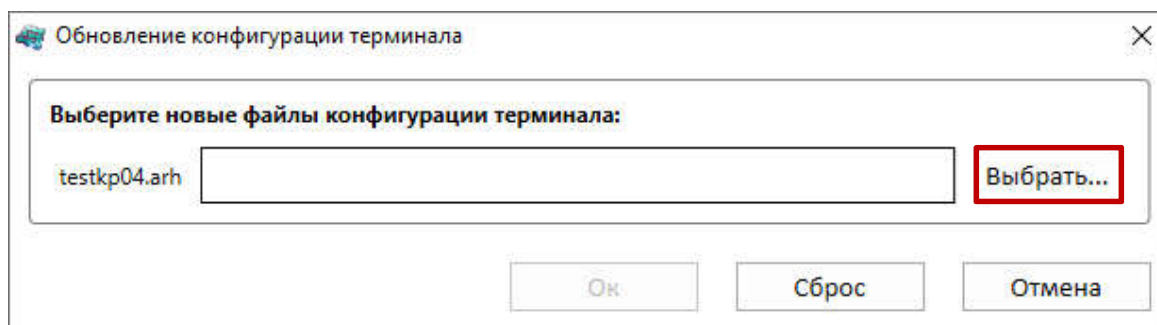 Обновление конфигурации терминала
Выберите новые файлы конфигурации терминала:
testkp04.arh Выбрать...
Ок Сброс Отмена